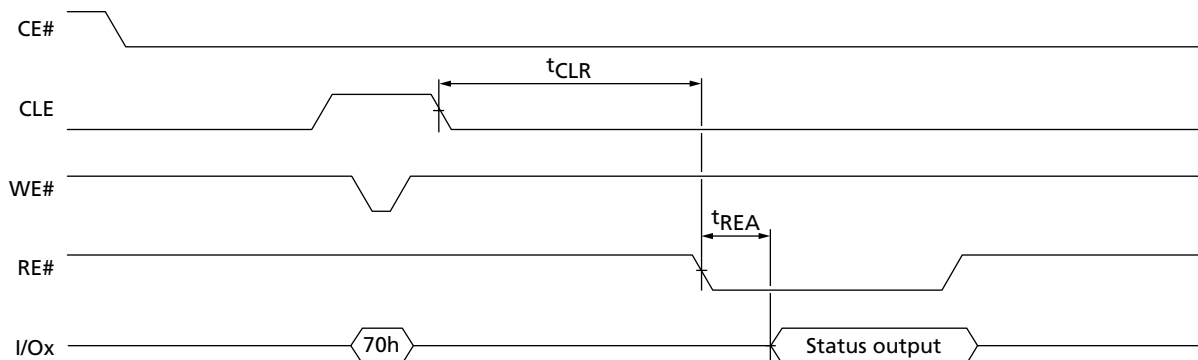 CE#
tCLR
CLE
WE#
tREA
RE#
I/Ox
70h
Status output